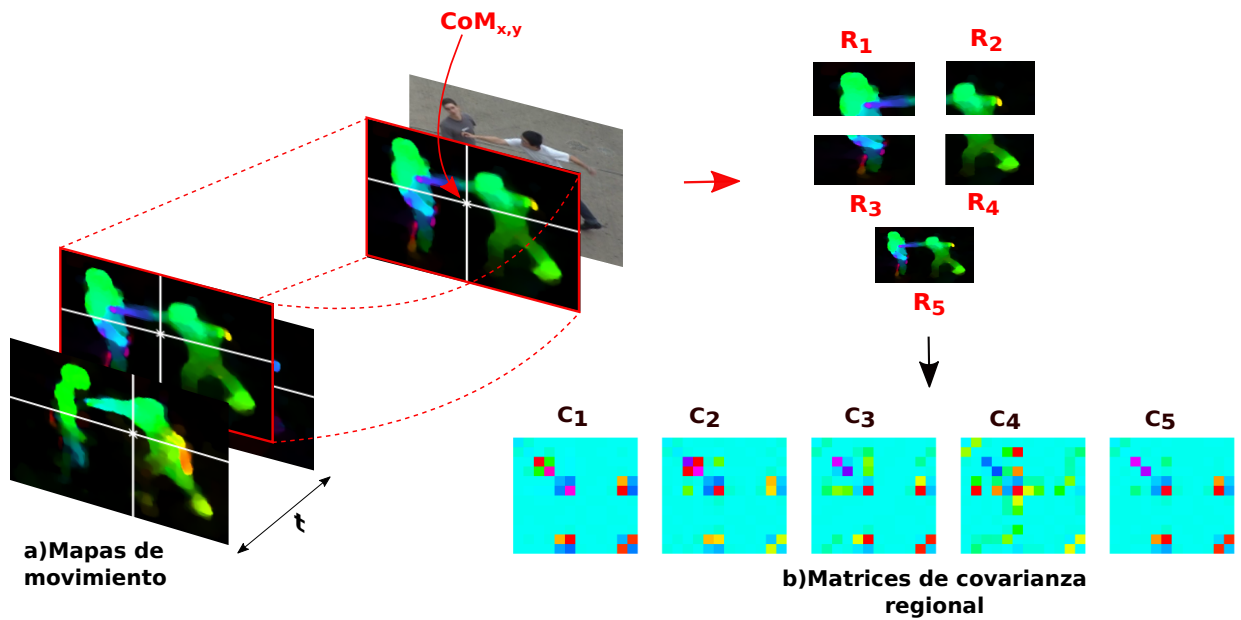 CoMx,y
R1
R2
R3
R4
R5
C1
C2
C3
C4
C5
t
a)Mapas de
movimiento
b)Matrices de covarianza
regional